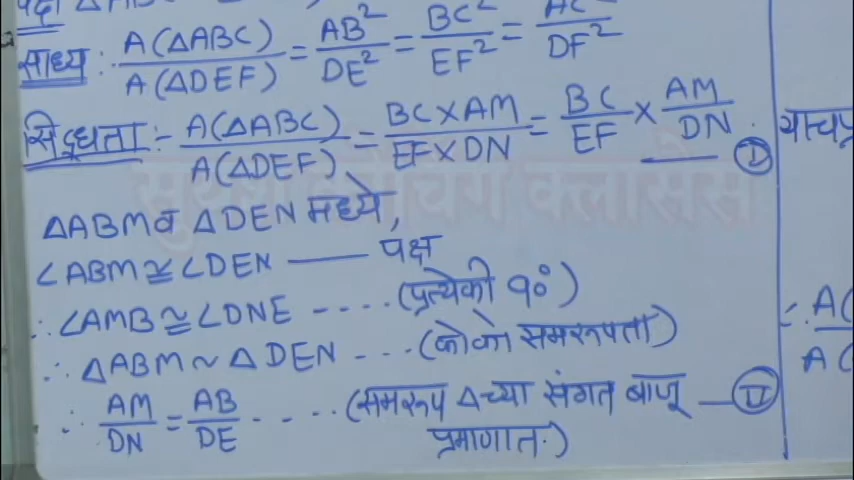 पक्ष
साध्य :- A(△ABC)/A(△DEF) = AB²/DE² = BC²/EF² = AC²/DF²
सिद्धता :- A(△ABC)/A(△DEF) = BC×AM/EF×DN = BC/EF × AM/DN —— Ⓘ
△ABM व △DEN मध्ये,
∠ABM ≅ ∠DEN —— पक्ष
∴ ∠AMB ≅ ∠DNE ---- (प्रत्येकी ९०°)
∴ △ABM ~ △DEN --- (कोको समरूपता)
∴ AM/DN = AB/DE ----- (समरूप △च्या संगत बाजू — Ⅱ
प्रमाणात.)
∴ A(
A(